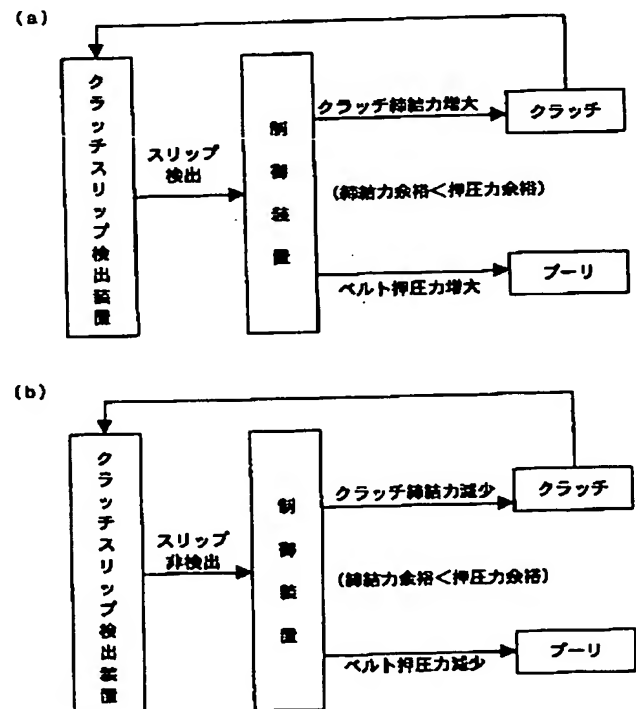 (a)
クラッチスリップ検出装置
スリップ
検出
制御装置
クラッチ締結力増大
クラッチ
(締結力余裕<押圧力余裕)
ベルト押圧力増大
プーリ
(b)
クラッチスリップ検出装置
スリップ
非検出
制御装置
クラッチ締結力減少
クラッチ
(締結力余裕<押圧力余裕)
ベルト押圧力減少
プーリ